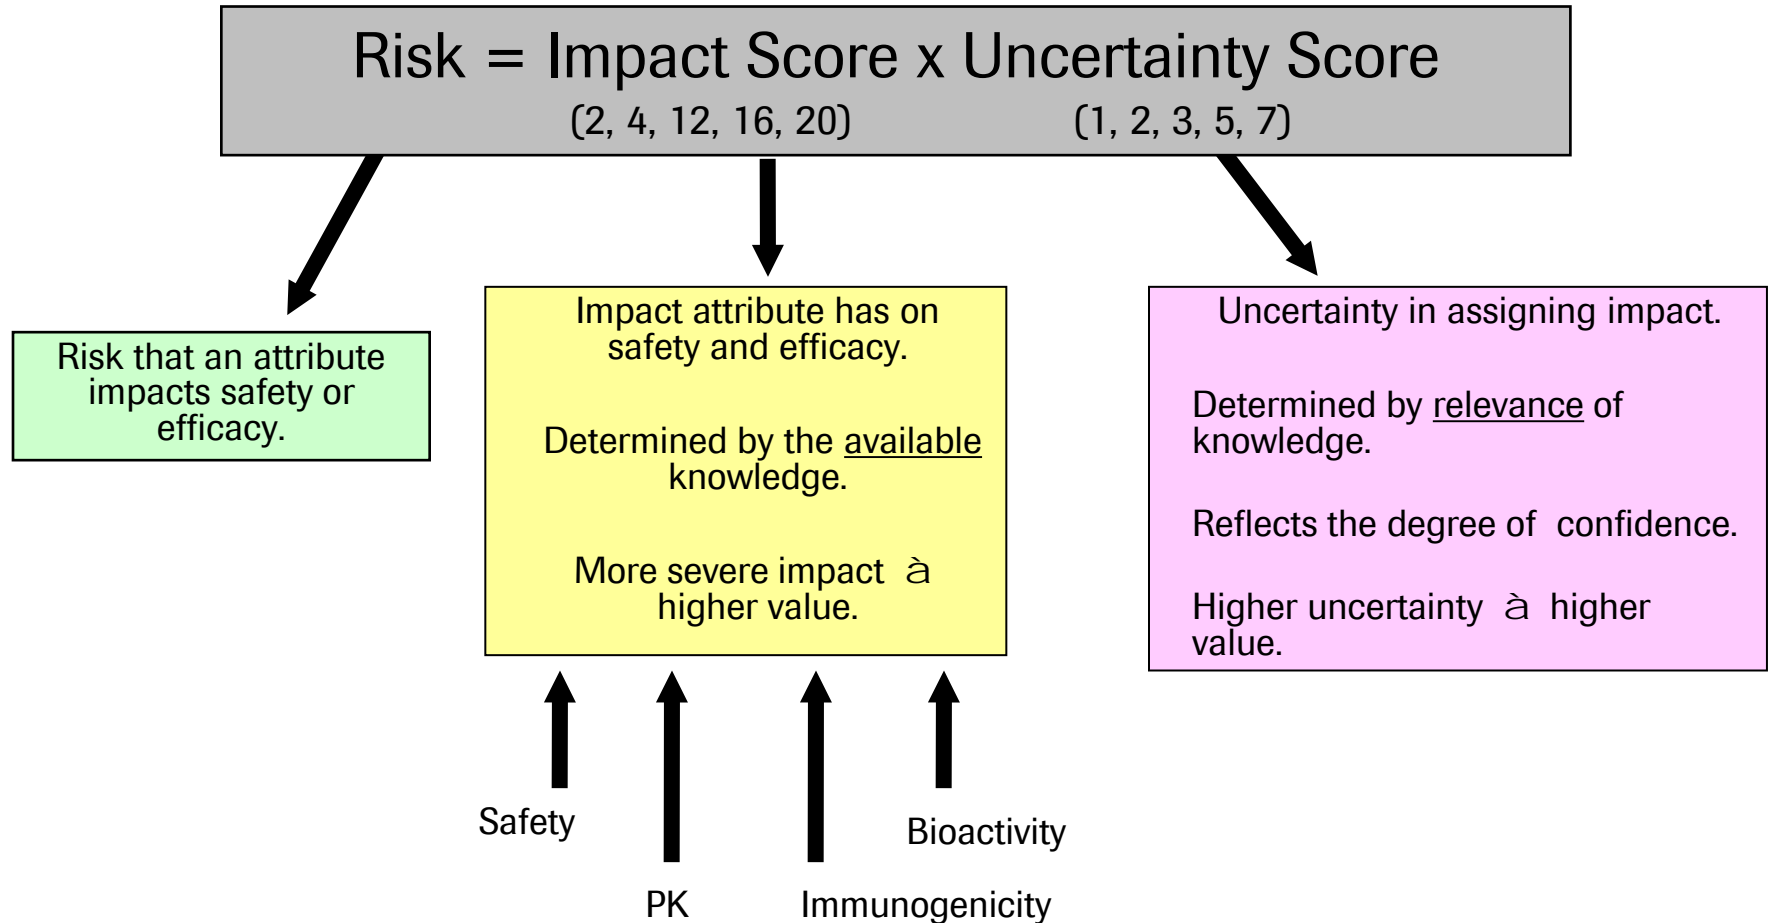 Risk = Impact Score x Uncertainty Score
(2, 4, 12, 16, 20)
(1, 2, 3, 5, 7)
Risk that an attribute
impacts safety or
efficacy.
Impact attribute has on
safety and efficacy.
Determined by the available
knowledge.
More severe impact à
higher value.
Uncertainty in assigning impact.
Determined by relevance of
knowledge.
Reflects the degree of confidence.
Higher uncertainty à higher
value.
Safety
Bioactivity
PK
Immunogenicity